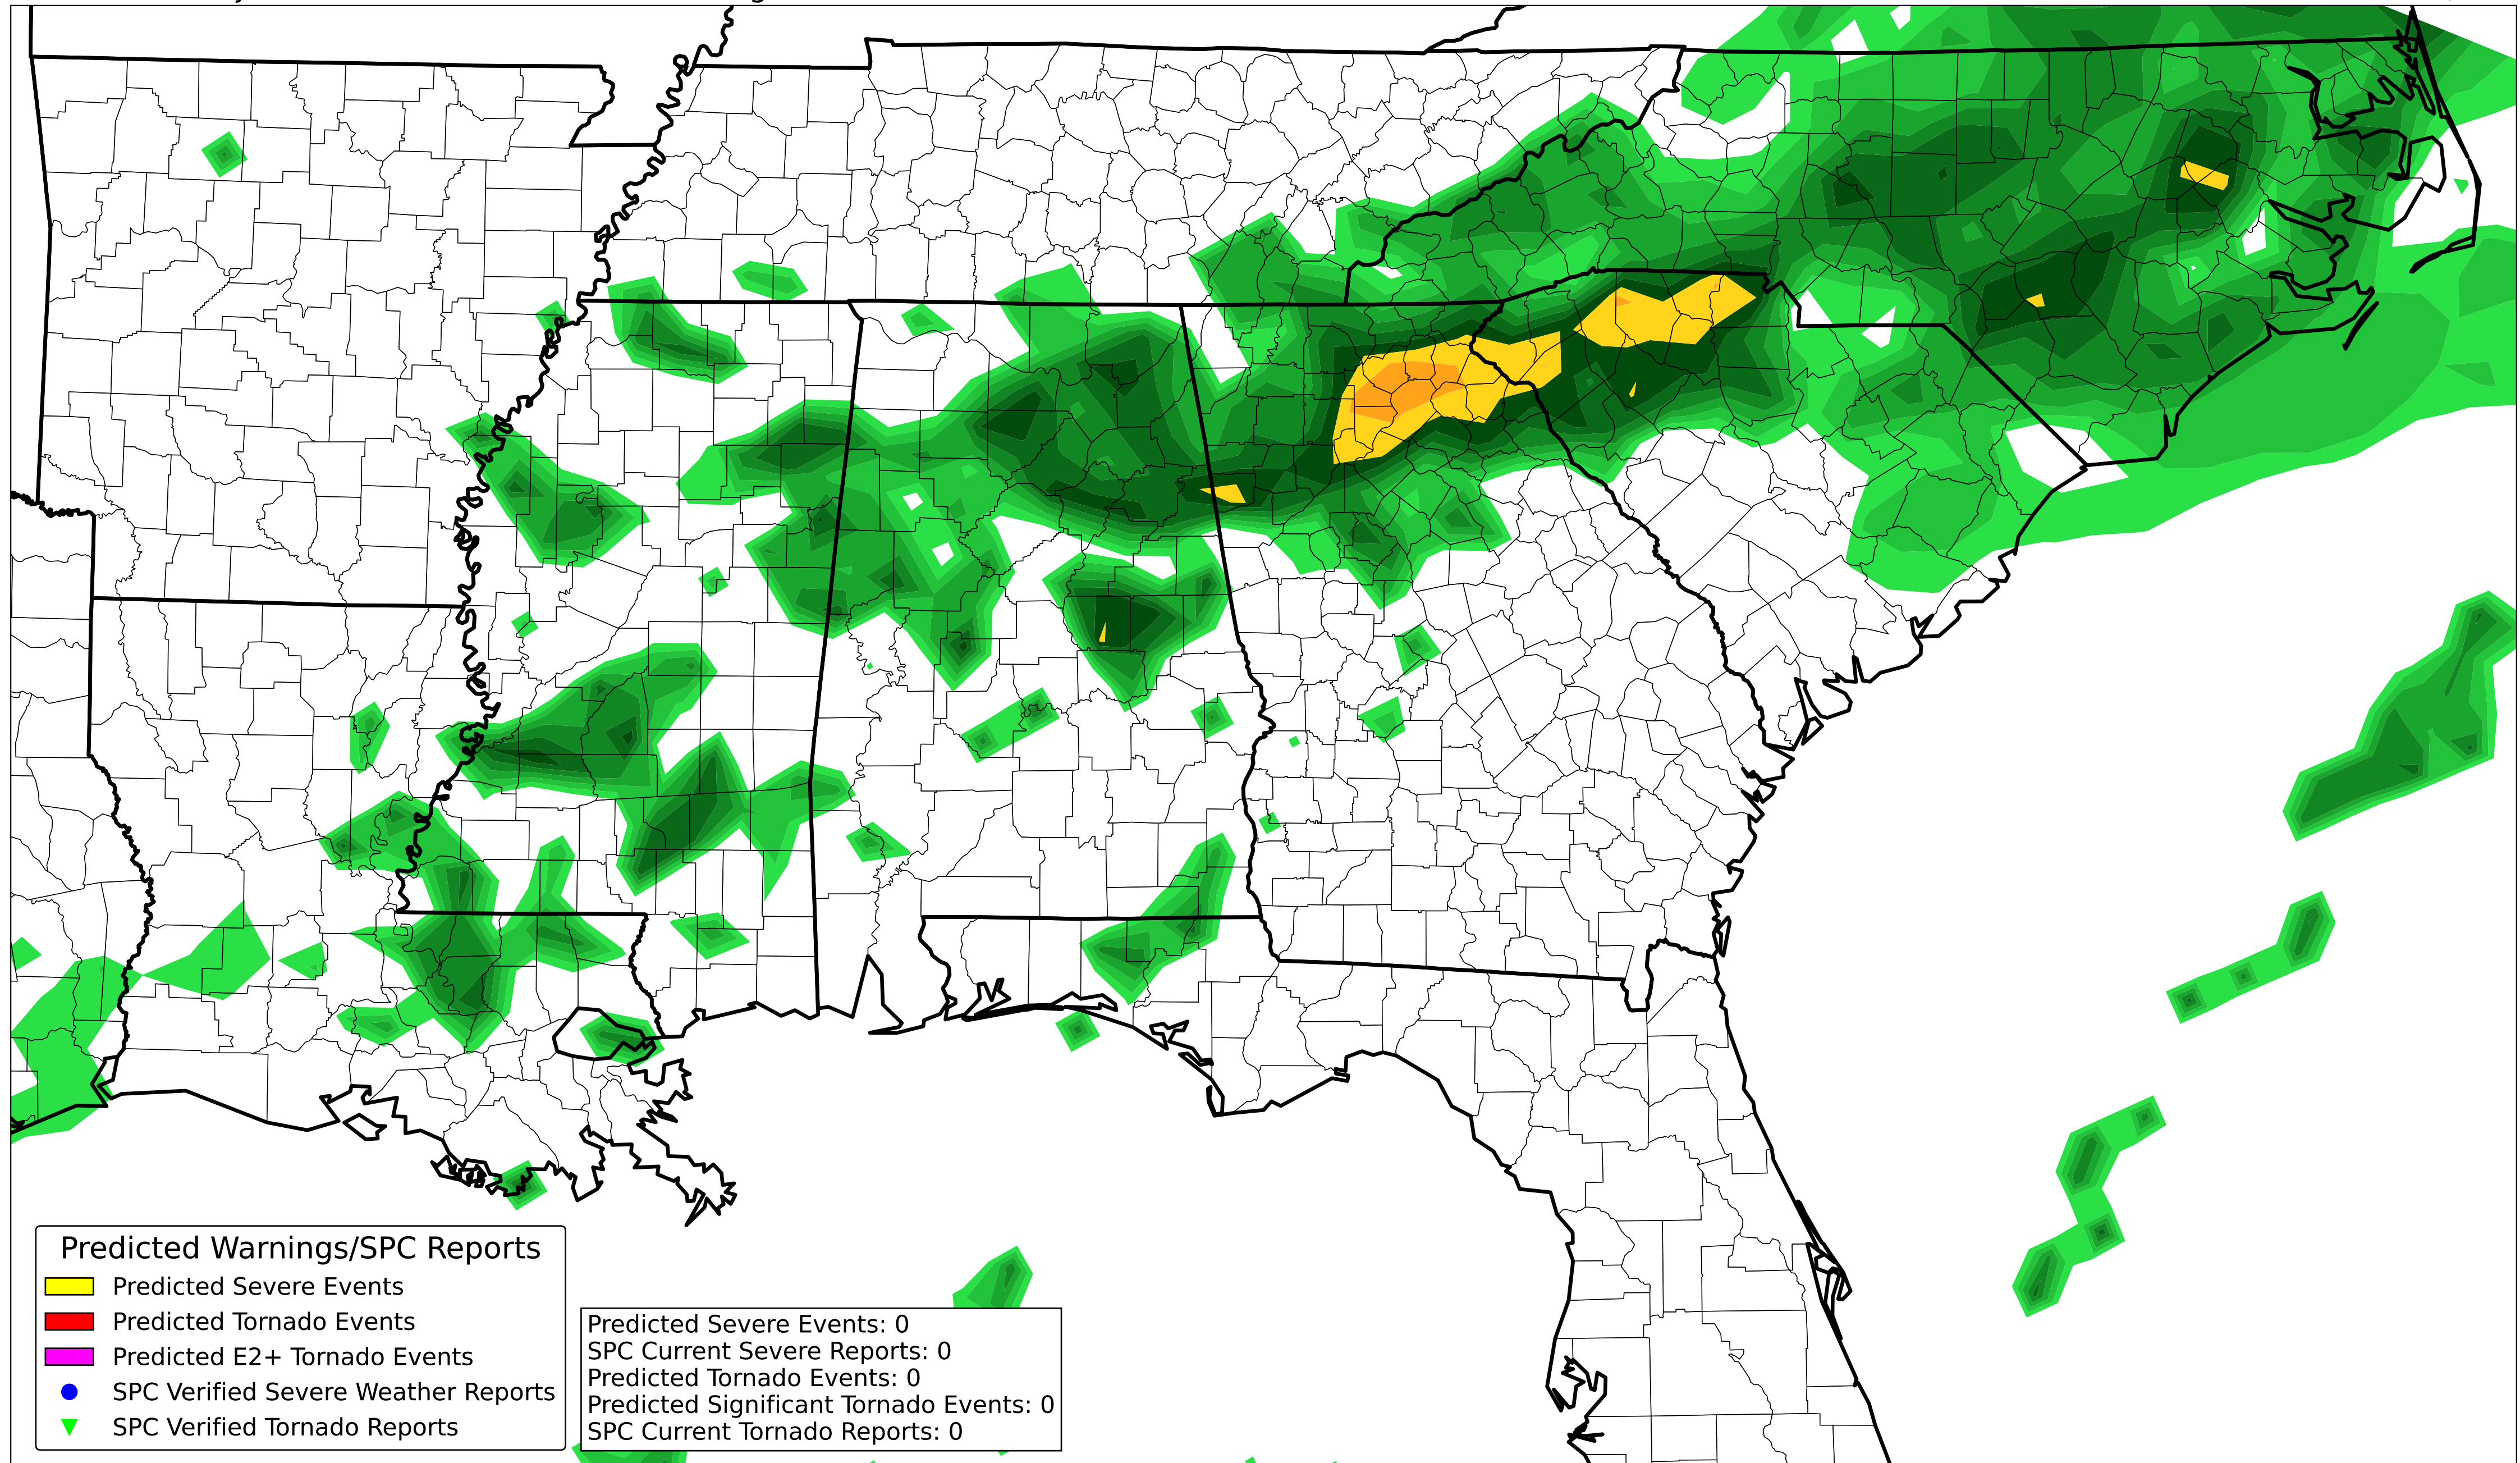 Predicted Warnings/SPC Reports
Predicted Severe Events
Predicted Tornado Events
Predicted E2+ Tornado Events
SPC Verified Severe Weather Reports
SPC Verified Tornado Reports
Predicted Severe Events: 0
SPC Current Severe Reports: 0
Predicted Tornado Events: 0
Predicted Significant Tornado Events: 0
SPC Current Tornado Reports: 0